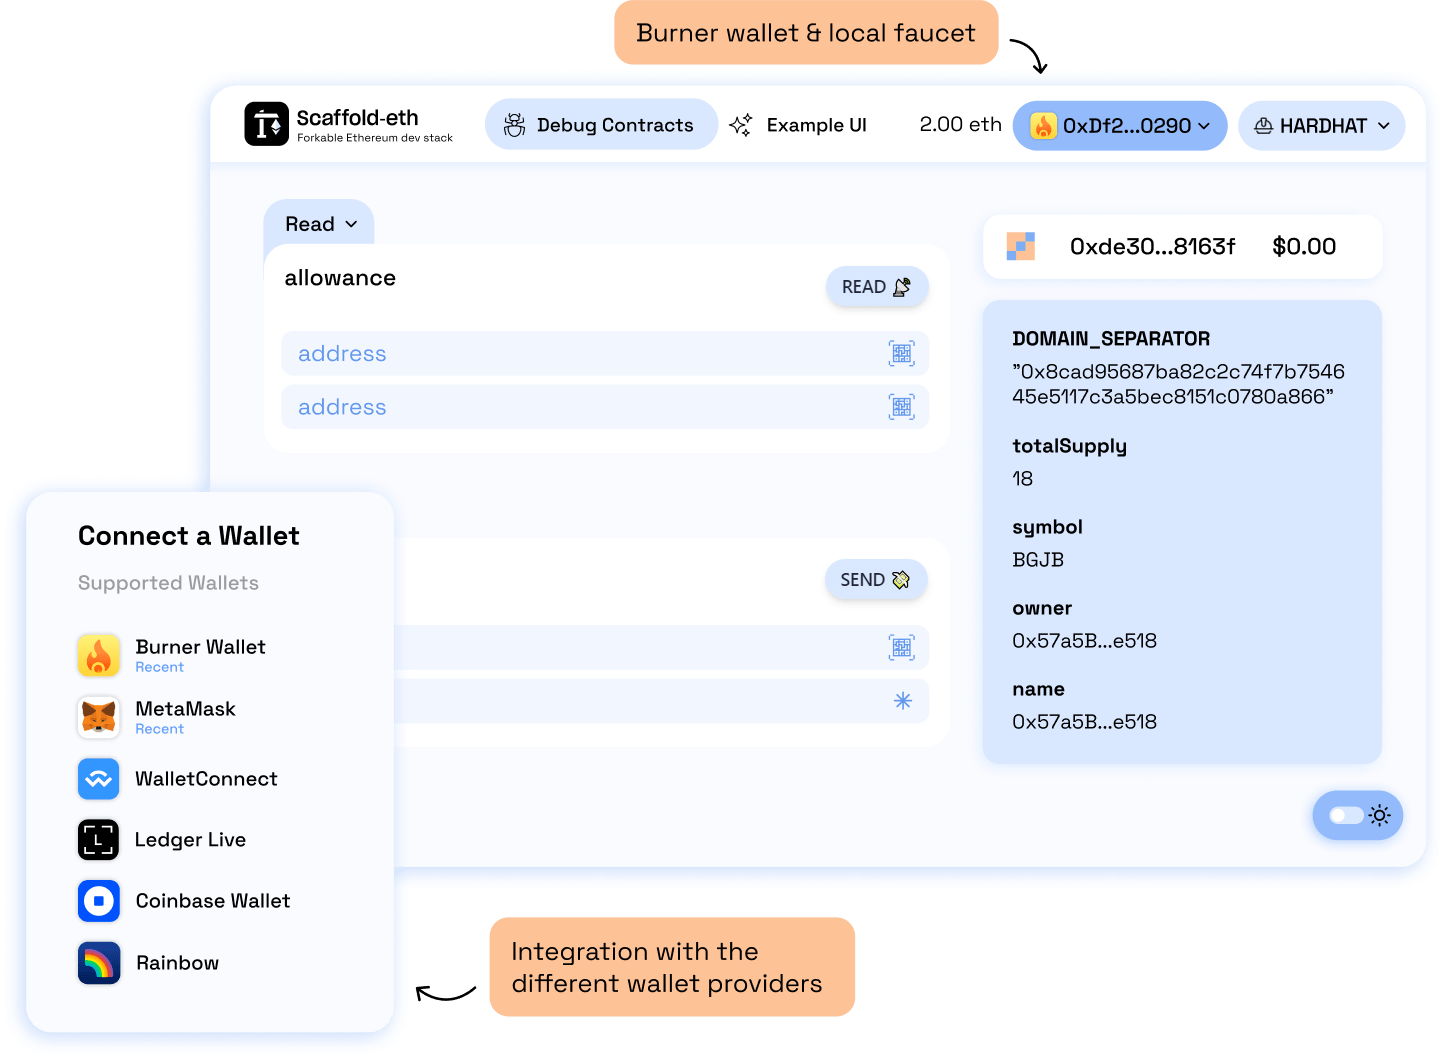 Burner wallet & local faucet
Scaffold-eth
Forkable Ethereum dev stack
Debug Contracts
Example UI
2.00 eth
0xDf2...0290
HARDHAT
Read
allowance
READ
address
address
0xde30...8163f
$0.00
DOMAIN_SEPARATOR
"0x8cad95687ba82c2c74f7b7546
45e5117c3a5bec8151c0780a866"
totalSupply
18
symbol
BGJB
owner
0x57a5B...e518
name
0x57a5B...e518
SEND
Connect a Wallet
Supported Wallets
Burner Wallet
Recent
MetaMask
Recent
WalletConnect
L
Ledger Live
Coinbase Wallet
Rainbow
Integration with the
different wallet providers